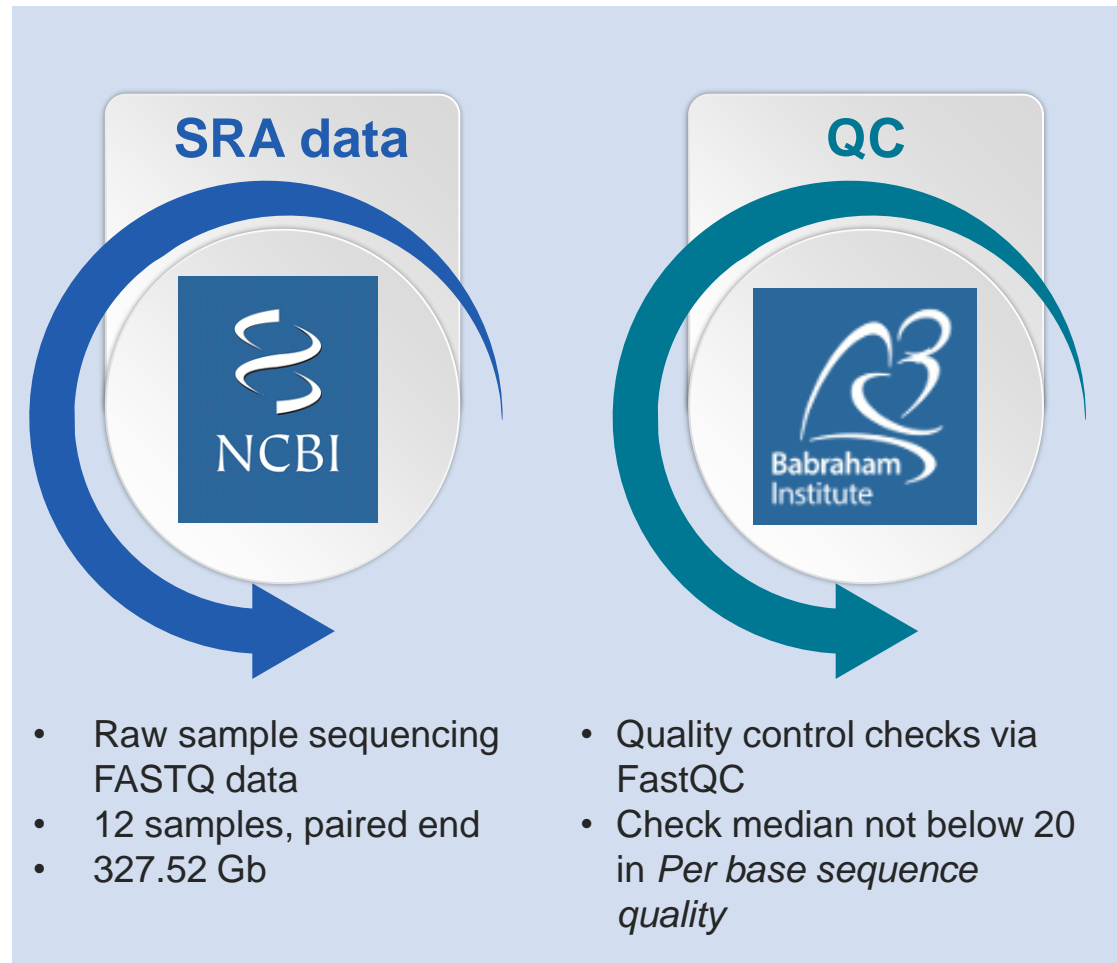 SRA data
NCBI
• Raw sample sequencing
FASTQ data
• 12 samples, paired end
• 327.52 Gb
QC
Babraham
Institute
• Quality control checks via
FastQC
• Check median not below 20
in Per base sequence
quality